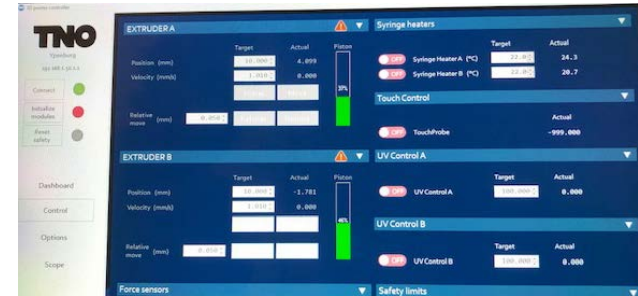 3D printer controller
TNO
Connect
Initialize
modules
Reset
safety
Dashboard
Control
Options
Scope
EXTRUDER A
Target Actual Piston
Position (mm) 10.000 4.099
Velocity (mm/s) 1.010 0.000
37%
Relative
move (mm) 0.050
EXTRUDER B
Target Actual Piston
Position (mm) 10.000 -1.781
Velocity (mm/s) 1.010 0.000
46%
Relative
move (mm) 0.050
Force sensors
Syringe heaters
Target Actual
OFF Syringe Heater A (°C) 22.0 24.3
OFF Syringe Heater B (°C) 22.0 20.7
Touch Control
Actual
OFF TouchProbe -999.000
UV Control A
Target Actual
OFF UV Control A 100.000 0.000
UV Control B
Target Actual
OFF UV Control B 100.000 0.000
Safety limits